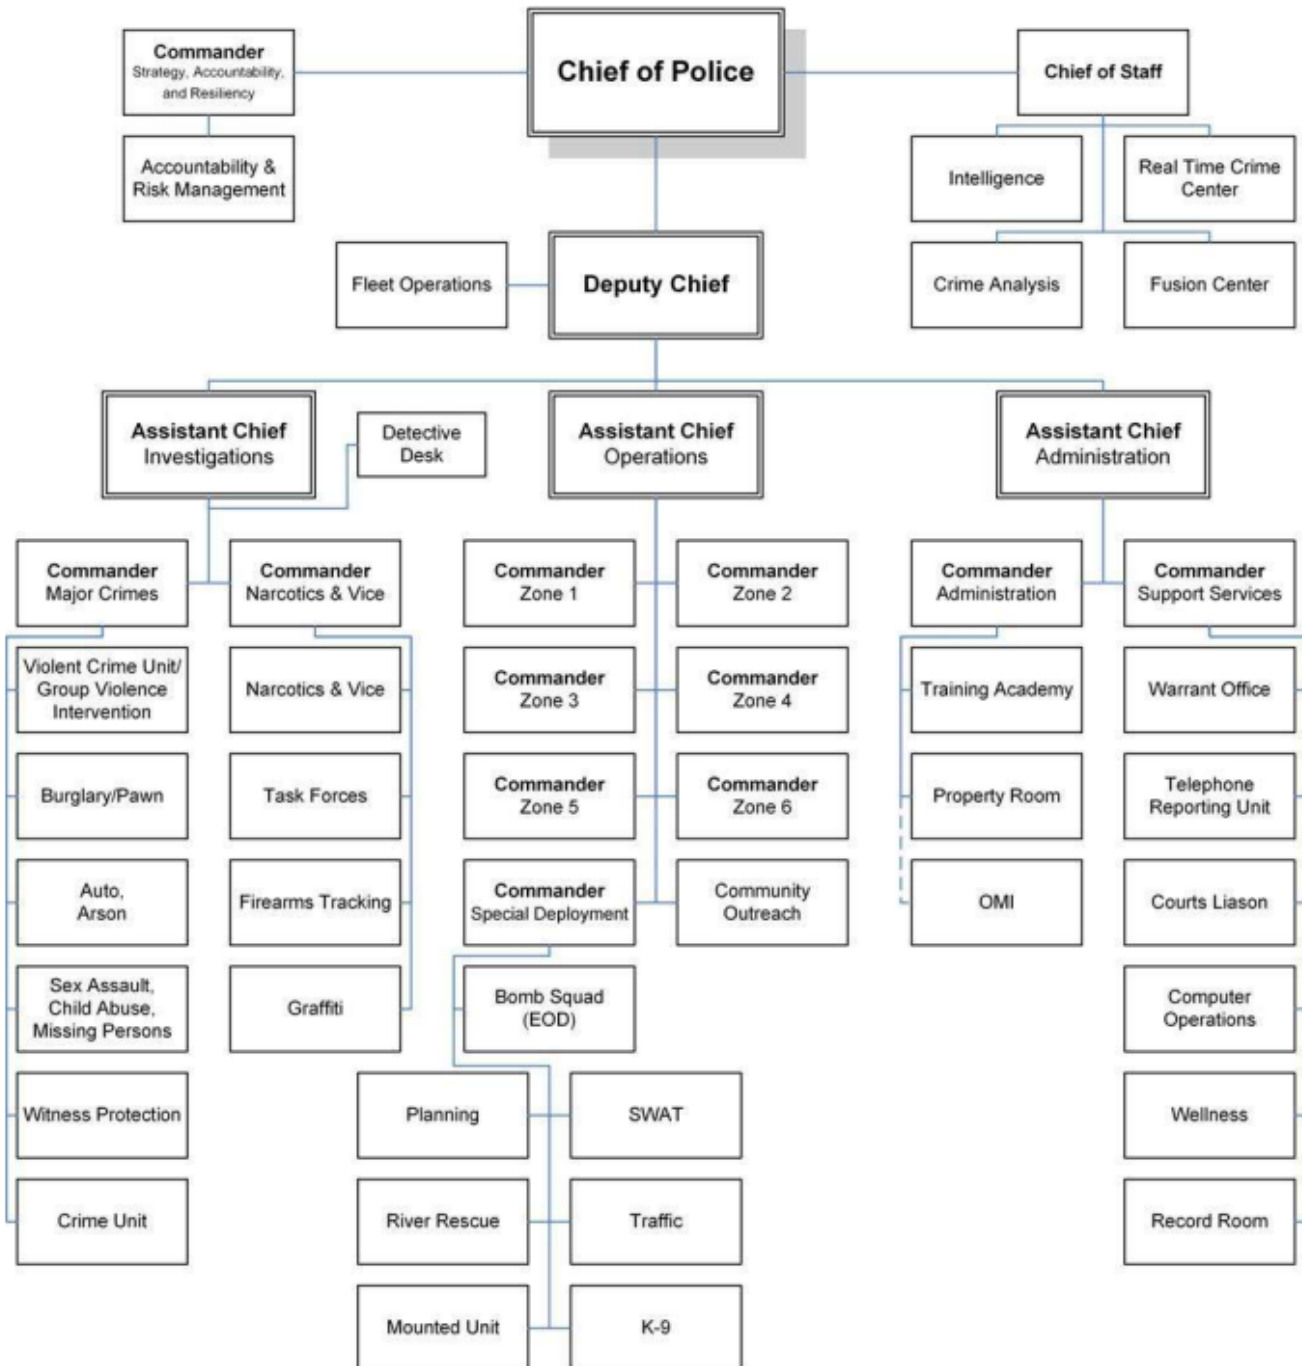 Commander
Strategy, Accountability,
and Resiliency
Chief of Police
Chief of Staff
Accountability &
Risk Management
Intelligence
Real Time Crime
Center
Fleet Operations
Deputy Chief
Crime Analysis
Fusion Center
Assistant Chief
Investigations
Detective
Desk
Assistant Chief
Operations
Assistant Chief
Administration
Commander
Major Crimes
Commander
Narcotics & Vice
Commander
Zone 1
Commander
Zone 2
Commander
Administration
Commander
Support Services
Violent Crime Unit/
Group Violence
Intervention
Narcotics & Vice
Commander
Zone 3
Commander
Zone 4
Training Academy
Warrant Office
Burglary/Pawn
Task Forces
Commander
Zone 5
Commander
Zone 6
Property Room
Telephone
Reporting Unit
Auto,
Arson
Firearms Tracking
Commander
Special Deployment
Community
Outreach
OMI
Courts Liason
Sex Assault,
Child Abuse,
Missing Persons
Graffiti
Bomb Squad
(EOD)
Computer
Operations
Witness Protection
Planning
SWAT
Wellness
Crime Unit
River Rescue
Traffic
Record Room
Mounted Unit
K-9